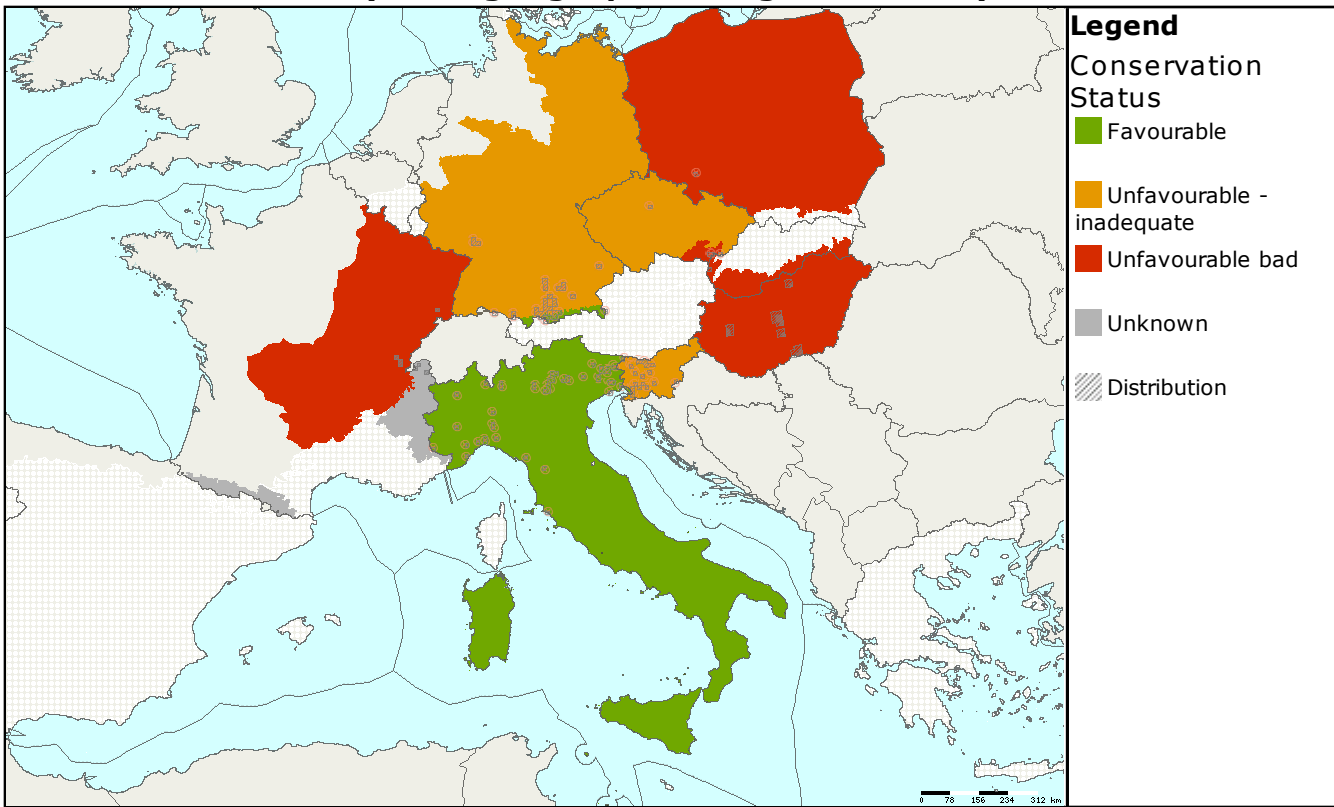 Legend
Conservation
Status
Favourable
Unfavourable -
inadequate
Unfavourable bad
Unknown
Distribution
0 78 156 234 312 km